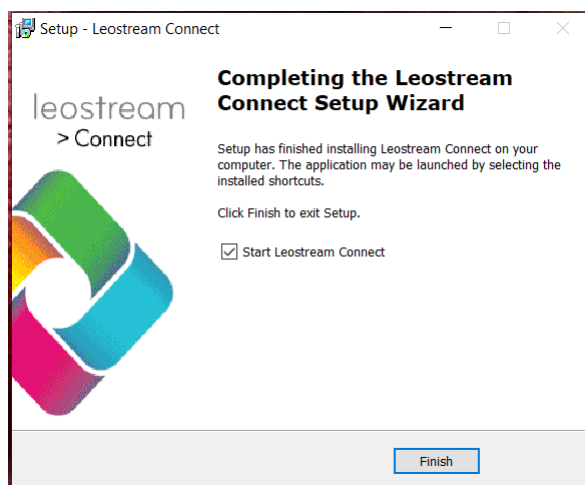 Setup - Leostream Connect
leostream
> Connect
Completing the Leostream
Connect Setup Wizard
Setup has finished installing Leostream Connect on your
computer. The application may be launched by selecting the
installed shortcuts.
Click Finish to exit Setup.
Start Leostream Connect
Finish